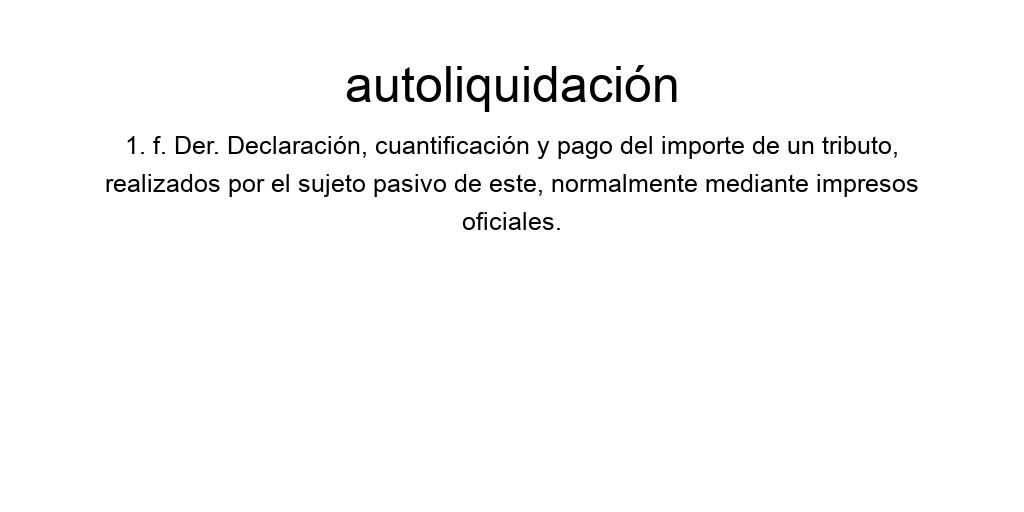 autoliquidación
1. f. Der. Declaración, cuantificación y pago del importe de un tributo,
realizados por el sujeto pasivo de este, normalmente mediante impresos
oficiales.